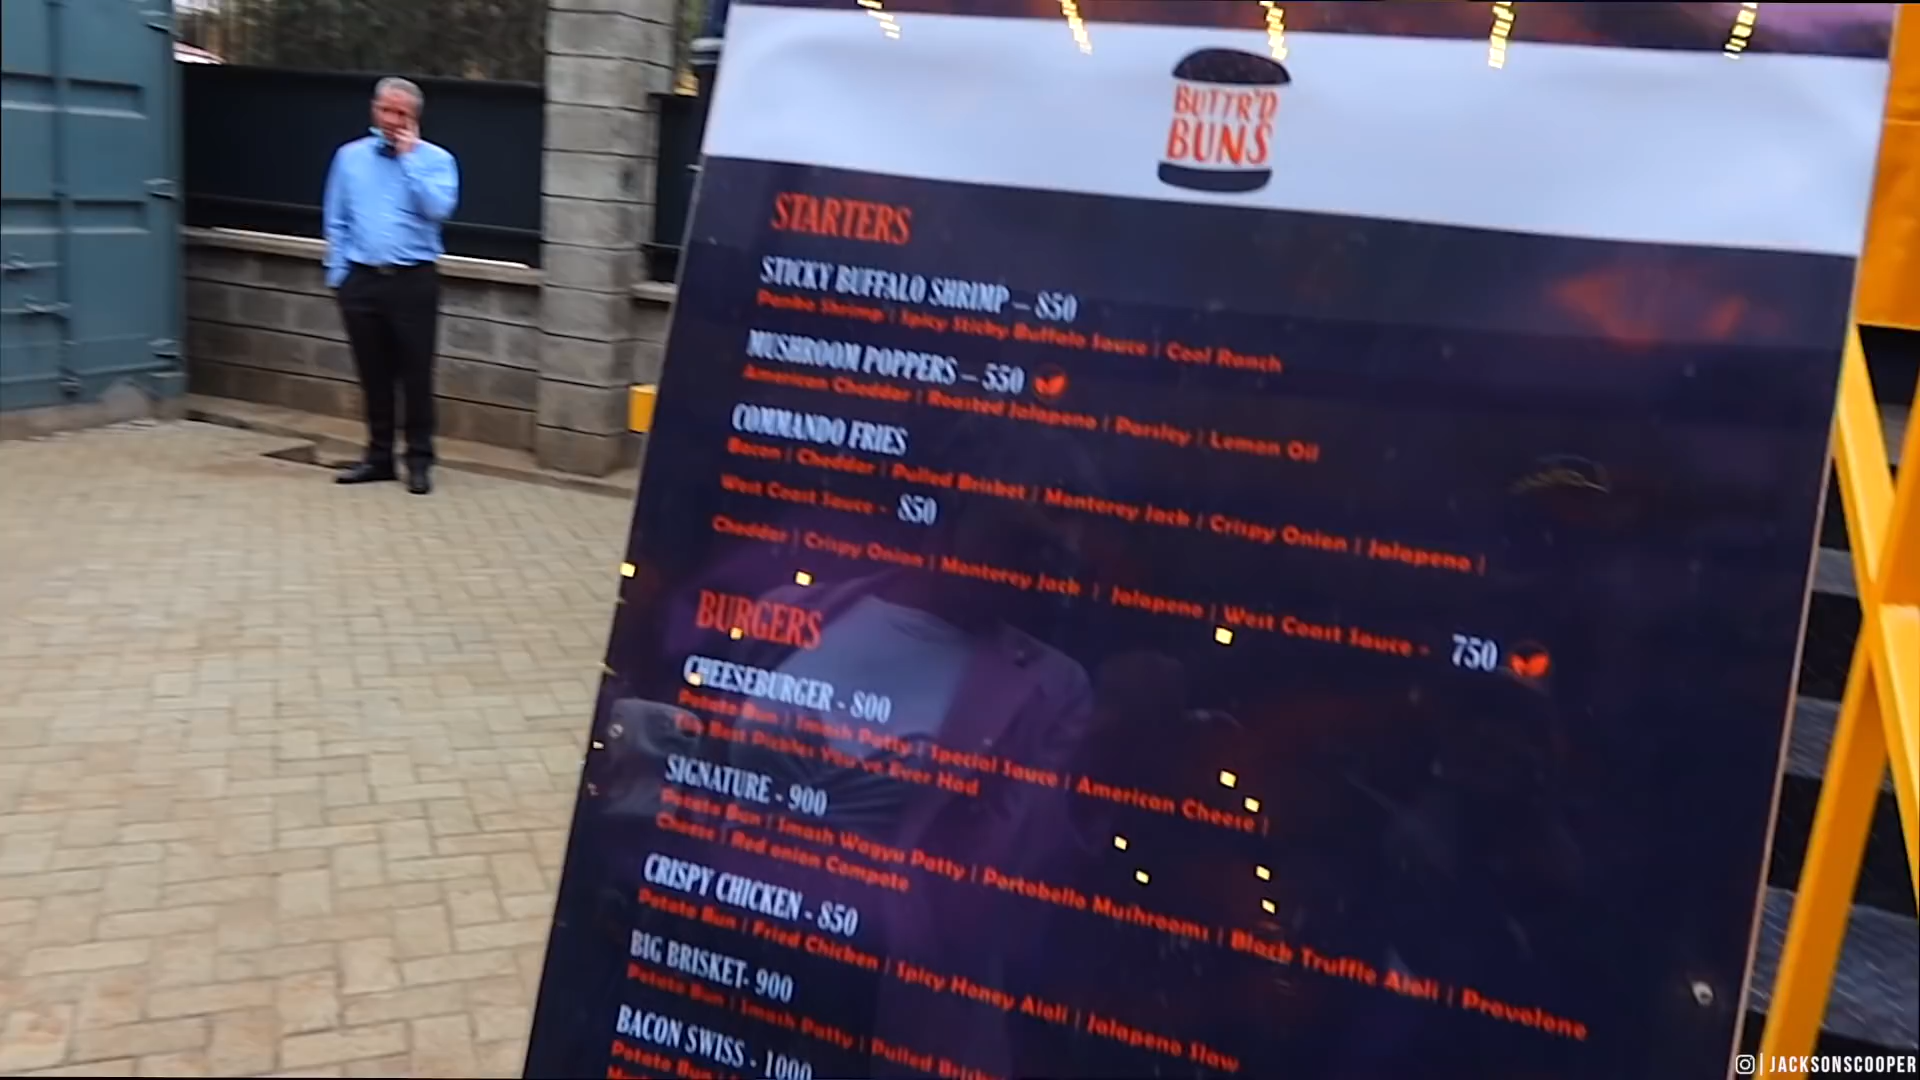 BUTTR'D
BUNS
STARTERS
STICKY BUFFALO SHRIMP – 850
Panko Shrimp | Spicy Sticky Buffalo Sauce | Cool Ranch
MUSHROOM POPPERS – 550
American Cheddar | Roasted Jalapeno | Parsley | Lemon Oil
COMMANDO FRIES
Bacon | Cheddar | Pulled Brisket | Monterey Jack | Crispy Onion | Jalapeno |
West Coast Sauce - 850
Cheddar | Crispy Onion | Monterey Jack | Jalapeno | West Coast Sauce - 750
BURGERS
CHEESEBURGER - 800
Potato Bun | Smash Patty | Special Sauce | American Cheese |
The Best Pickles You've Ever Had
SIGNATURE - 900
Potato Bun | Smash Wagyu Patty | Portobello Mushrooms | Black Truffle Aioli | Provolone
Cheese | Red onion Compote
CRISPY CHICKEN - 850
Potato Bun | Fried Chicken | Spicy Honey Aioli | Jalapeno Slaw
BIG BRISKET- 900
Potato Bun | Smash Patty | Pulled
BACON SWISS - 1000
Potato Bun |
JACKSONSCOOPER